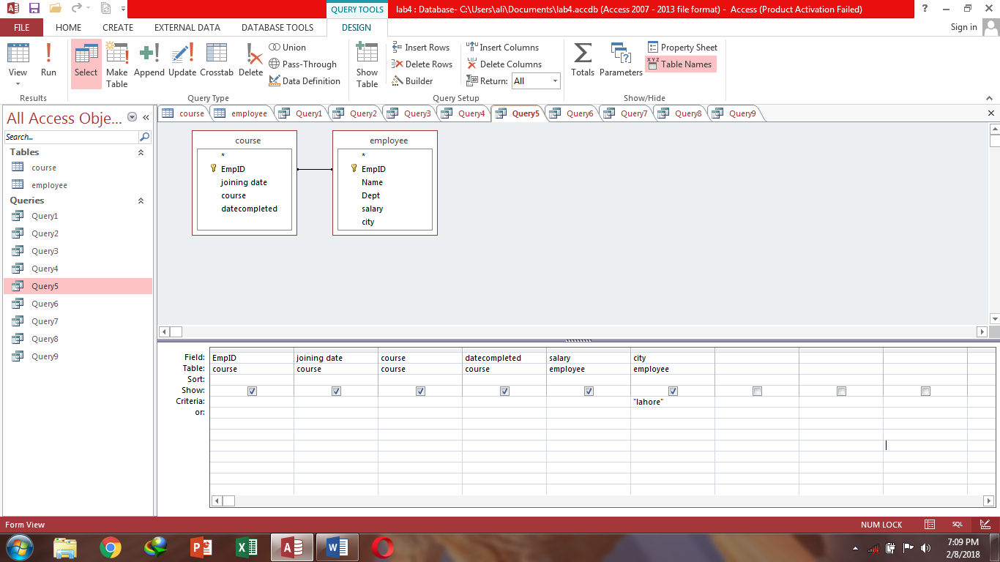 QUERY TOOLS
lab4 : Database- C:\Users\ali\Documents\lab4.accdb (Access 2007 - 2013 file format) - Access (Product Activation Failed)
FILE HOME CREATE EXTERNAL DATA DATABASE TOOLS DESIGN Sign in
View Run Select Make Table Append Update Crosstab Delete
Union
Pass-Through
Data Definition
Show Table
Insert Rows
Delete Rows
Builder
Insert Columns
Delete Columns
Return: All
Totals Parameters
Property Sheet
XYZ Table Names
Results Query Type Query Setup Show/Hide
All Access Obje...
Search...
Tables
course
employee
Queries
Query1
Query2
Query3
Query4
Query5
Query6
Query7
Query8
Query9
course employee Query1 Query2 Query3 Query4 Query5 Query6 Query7 Query8 Query9
course
*
EmpID
joining date
course
datecompleted
employee
*
EmpID
Name
Dept
salary
city
Field: EmpID joining date course datecompleted salary city
Table: course course course course employee employee
Sort:
Show:
Criteria: "lahore"
or:
Form View NUM LOCK SQL
7:09 PM
2/8/2018